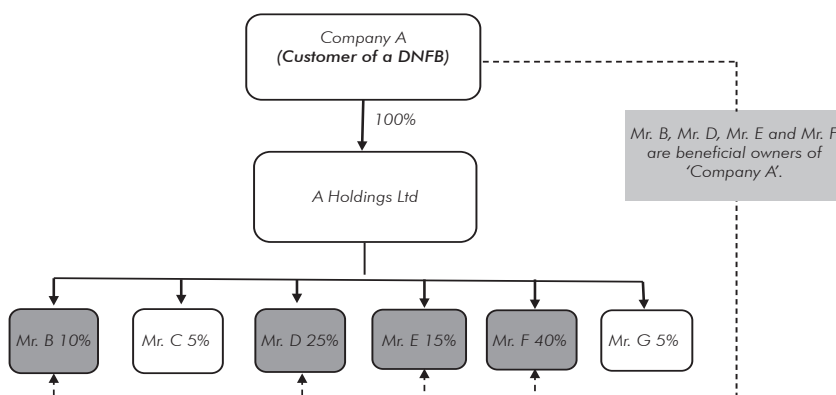 Company A
(Customer of a DNFB)
100%
Mr. B, Mr. D, Mr. E and Mr. F
are beneficial owners of
‘Company A’.
A Holdings Ltd
Mr. B 10%
Mr. C 5%
Mr. D 25%
Mr. E 15%
Mr. F 40%
Mr. G 5%